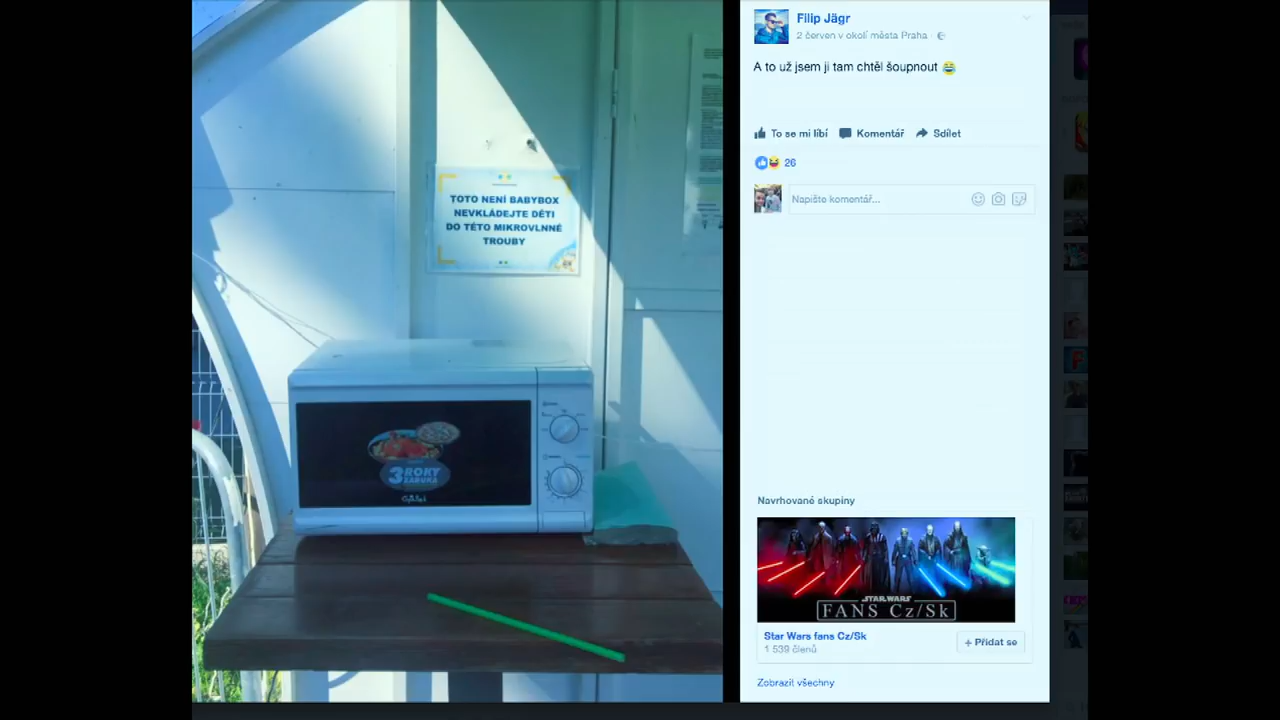 Filip Jägr
2 červen v okolí města Praha
A to už jsem ji tam chtěl šoupnout 😂
To se mi líbí Komentář Sdílet
26
Napište komentář...
TOTO NENÍ BABYBOX
NEVKLÁDEJTE DĚTI
DO TÉTO MIKROVLNNÉ
TROUBY
3 ROKY
ZÁRUKA
Navrhované skupiny
STAR WARS
FANS Cz/Sk
Star Wars fans Cz/Sk
1 539 členů
+ Přidat se
Zobrazit všechny